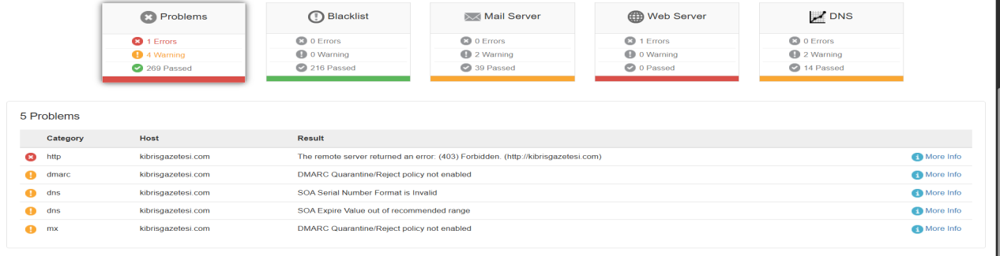 Problems
1 Errors
4 Warning
269 Passed
Blacklist
0 Errors
0 Warning
216 Passed
Mail Server
0 Errors
2 Warning
39 Passed
Web Server
1 Errors
0 Warning
0 Passed
DNS
0 Errors
2 Warning
14 Passed
5 Problems
Category Host Result
http kibrisgazetesi.com The remote server returned an error: (403) Forbidden. (http://kibrisgazetesi.com) More Info
dmarc kibrisgazetesi.com DMARC Quarantine/Reject policy not enabled More Info
dns kibrisgazetesi.com SOA Serial Number Format is Invalid More Info
dns kibrisgazetesi.com SOA Expire Value out of recommended range More Info
mx kibrisgazetesi.com DMARC Quarantine/Reject policy not enabled More Info